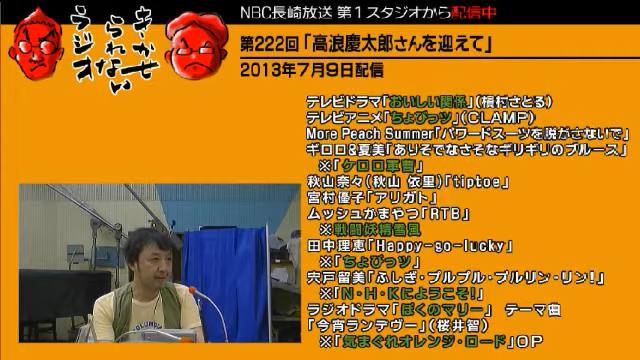 NBC長崎放送 第1スタジオから配信中
きかせ
られない
ラジオ
第222回「高浪慶太郎さんを迎えて」
2013年7月9日配信
テレビドラマ「おいしい関係」（槇村さとる）
テレビアニメ「ちょびっツ」（CLAMP）
More Peach Summer「パワードスーツを脱がさないで」
ギロロ&夏美「ありそでなさそなギリギリのブルース」
※「ケロロ軍曹」
秋山奈々（秋山 依里）「tiptoe」
宮村優子「アリガト」
ムッシュかまやつ「RTB」
※戦闘妖精雪風
田中理恵「Happy-go-lucky」
※「ちょびっツ」
宍戸留美「ふしぎ・プルプル・プルリン・リン！」
※「N・H・Kにようこそ！」
ラジオドラマ「ぼくのマリー」 テーマ曲
「今宵ランデヴー」（桜井智）
※「気まぐれオレンジ・ロード」OP
COLUMBIA